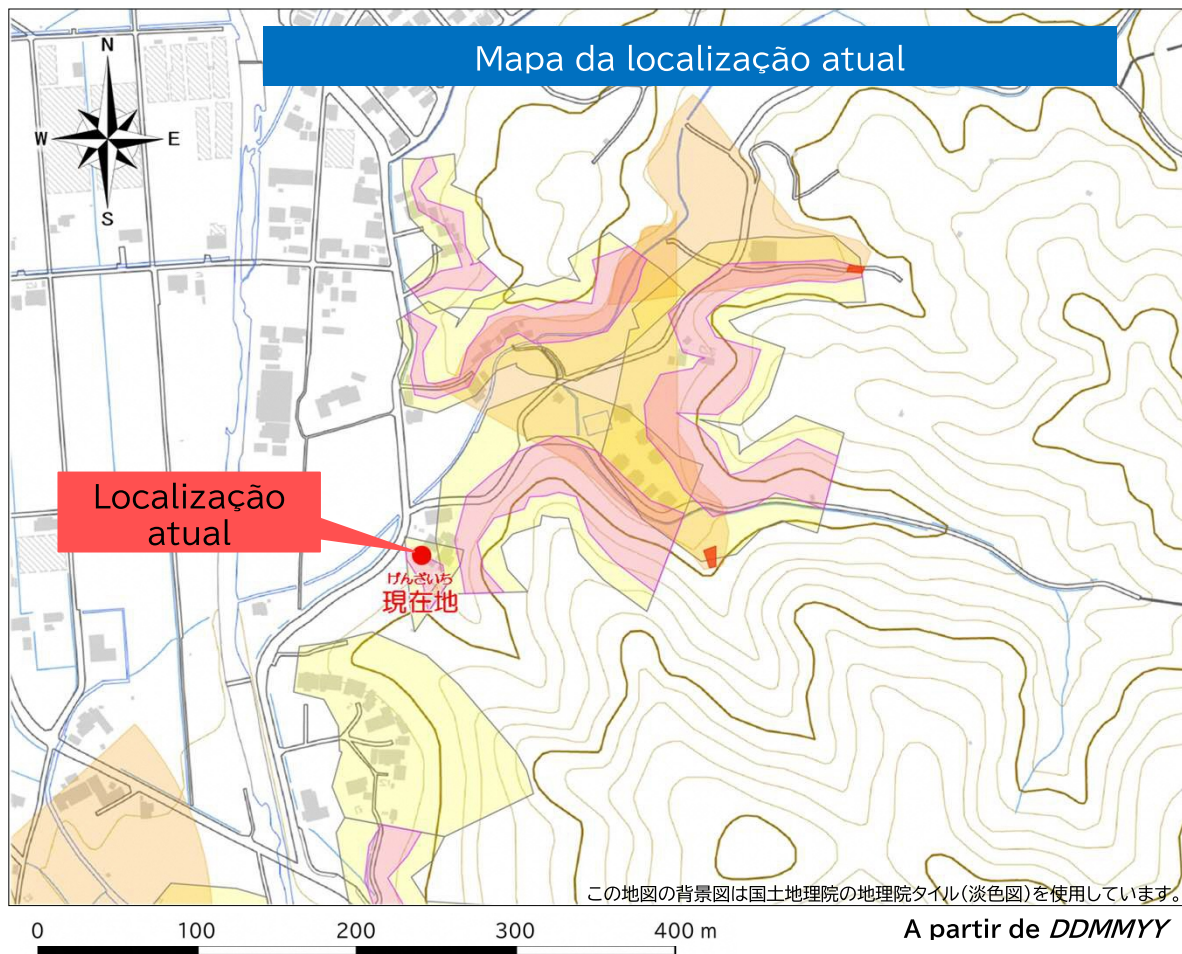 Mapa da localização atual
N
W
E
S
Localização
atual
げんざいち
現在地
この地図の背景図は国土地理院の地理院タイル(淡色図)を使用しています。
0 100 200 300 400 m
A partir de DDMMYY